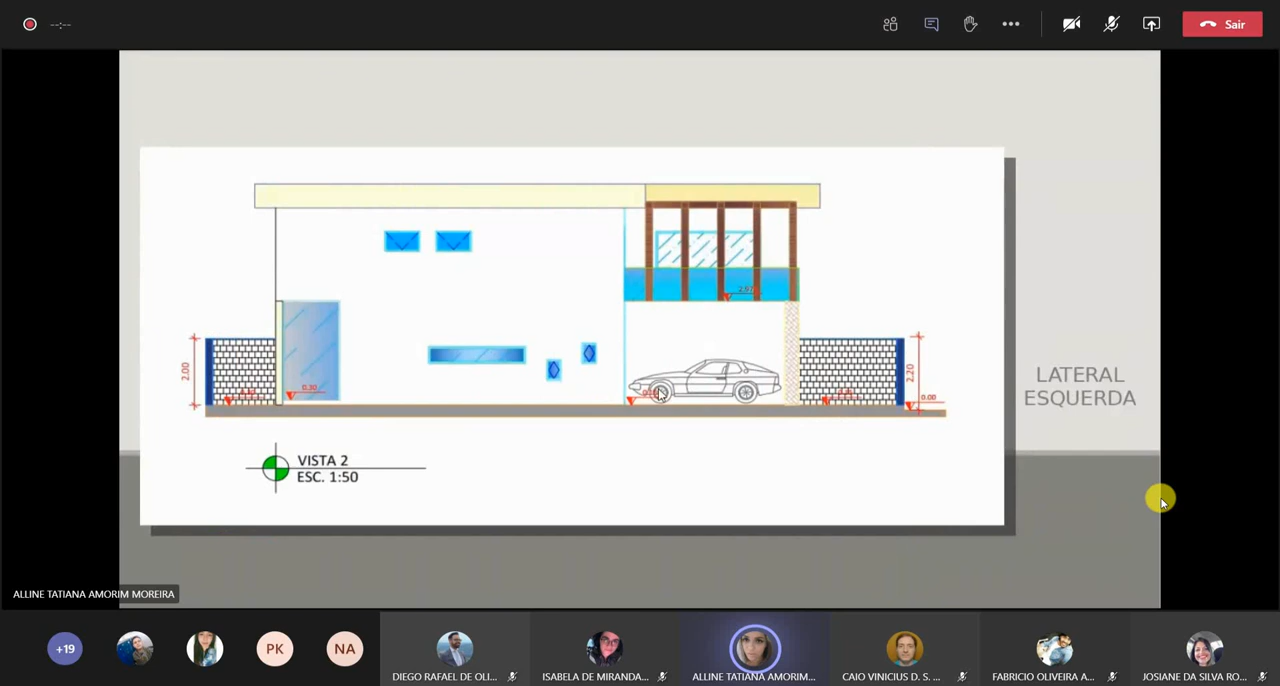 --:--
Sair
2.00
0.30
2.20
0.00
LATERAL
ESQUERDA
VISTA 2
ESC. 1:50
ALLINE TATIANA AMORIM MOREIRA
+19
PK
NA
DIEGO RAFAEL DE OLI...
ISABELA DE MIRANDA...
ALLINE TATIANA AMORIM...
CAIO VINICIUS D. S. ...
FABRICIO OLIVEIRA A...
JOSIANE DA SILVA RO...